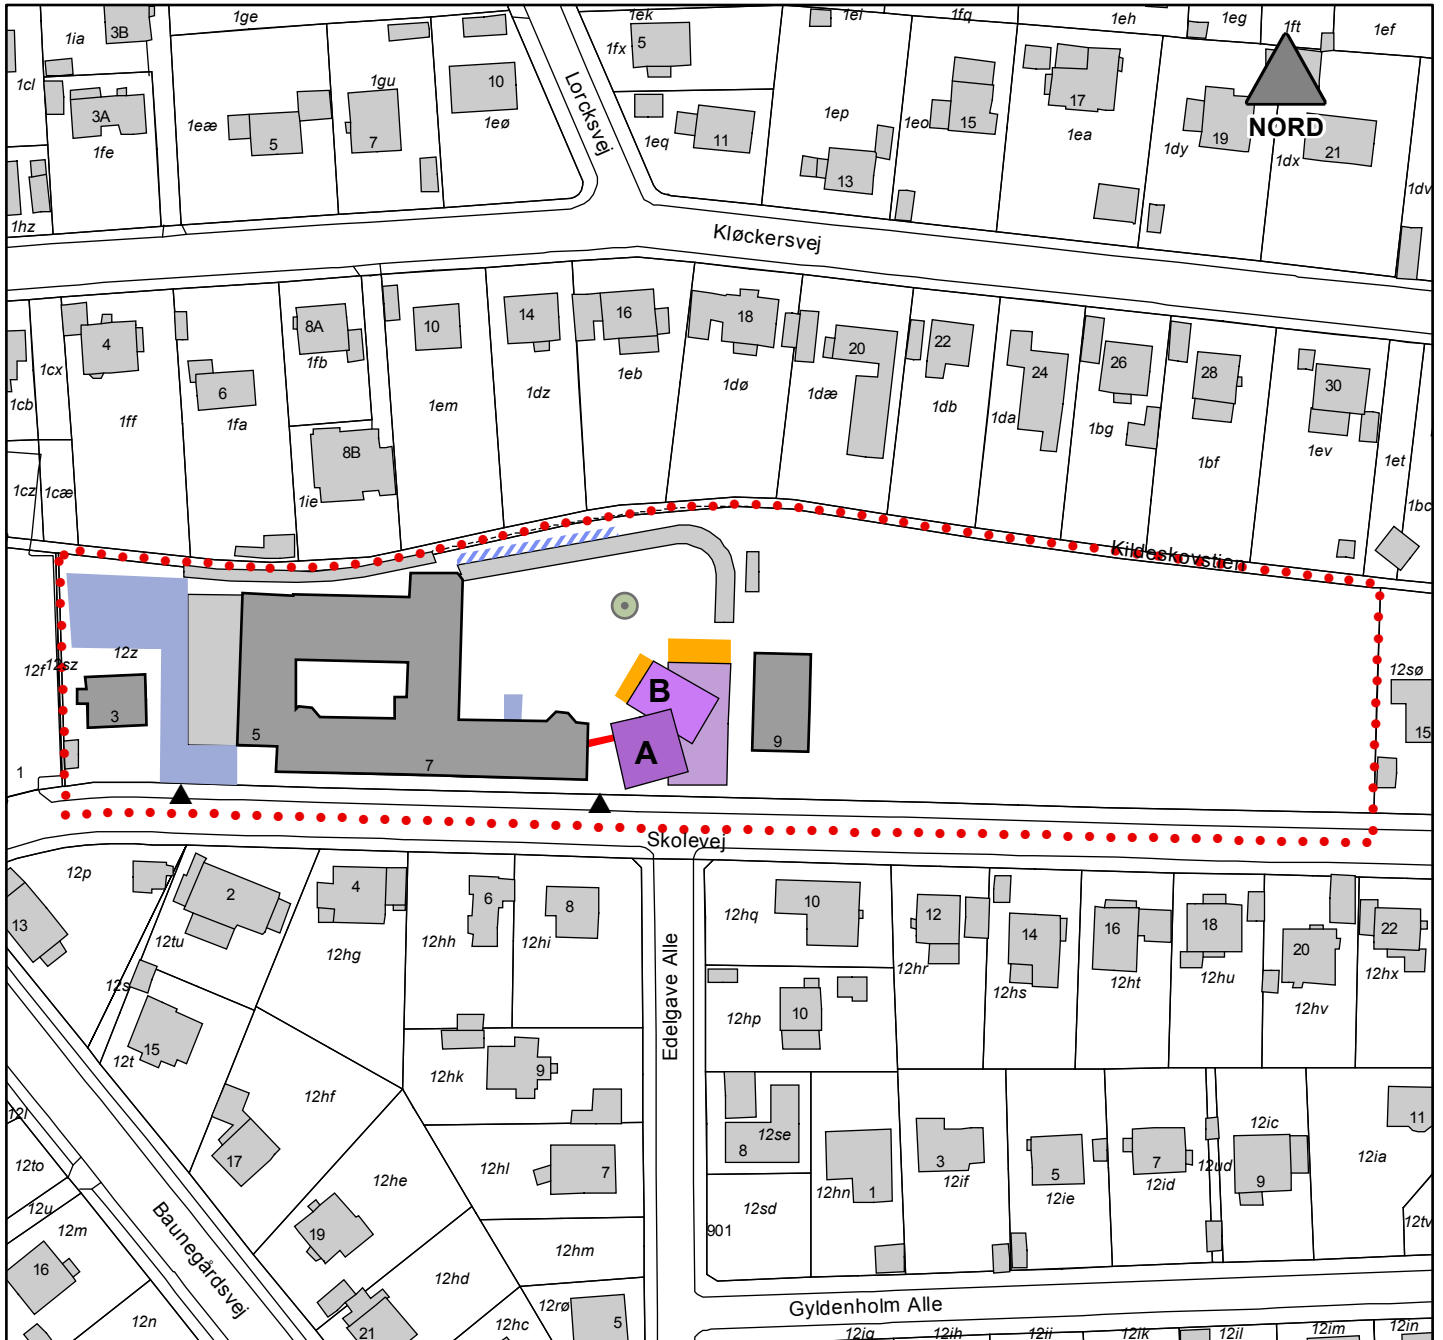 1ge
1ek
1el
1fq
1eh
1eg
1ft
1ef
3B
1ia
1fx
5
1cl
1gu
10
17
3A
1eæ
5
7
1eø
Lorcksvej
1eq
11
1ep
1eo
15
1ea
1dy
19
NORD
1dx
21
1fe
13
1dv
1hz
Kløckersvej
4
8A
10
14
16
18
20
22
24
26
28
30
1cx
1cb
1ff
6
1fa
1fb
1em
1dz
1eb
1dø
1dæ
1db
1da
1bg
1bf
1ev
1et
8B
1cz
1cæ
1ie
1bc
Kildeskovstien
12f
12sz
12z
12sø
3
5
7
B
A
9
15
1
Skolevej
12p
2
4
6
8
12hq
10
12
14
16
18
20
22
13
12tu
12hg
12hh
12hi
12hr
12hs
12ht
12hu
12hv
12hx
12s
Edelgave Alle
12hp
10
15
12t
12hf
12hk
9
12l
17
12to
12he
12hl
7
8
12se
12hn
1
3
12if
5
12ie
7
12id
12ud
12ic
9
12ia
11
12u
12m
Baunegårdsvej
19
12sd
901
12tv
12hm
16
12hd
12n
21
12hc
12rø
5
Gyldenholm Alle
12ig
12ih
12ii
12ik
12il
12im
12in